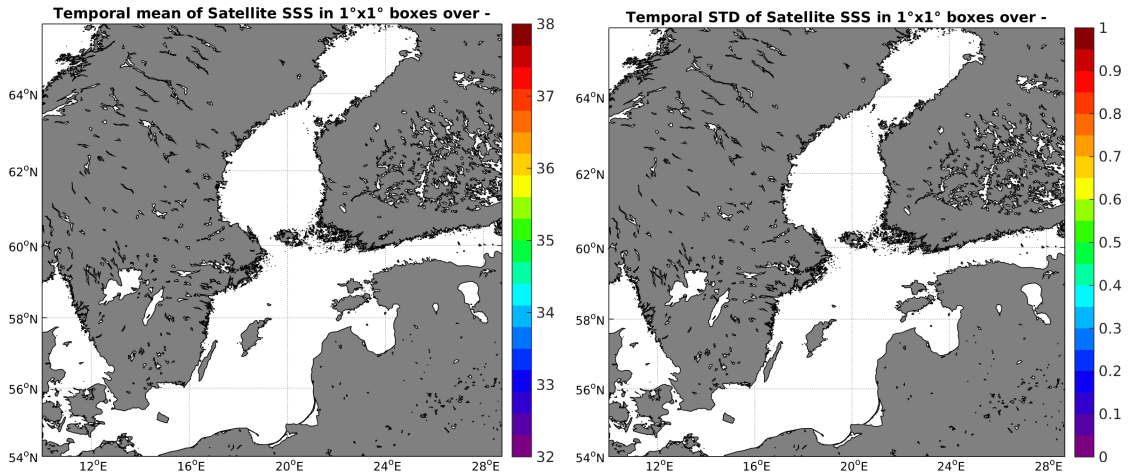 Temporal mean of Satellite SSS in 1°x1° boxes over -
64°N
62°N
60°N
58°N
56°N
54°N
12°E
16°E
20°E
24°E
28°E
38
37
36
35
34
33
32
Temporal STD of Satellite SSS in 1°x1° boxes over -
64°N
62°N
60°N
58°N
56°N
54°N
12°E
16°E
20°E
24°E
28°E
1
0.9
0.8
0.7
0.6
0.5
0.4
0.3
0.2
0.1
0